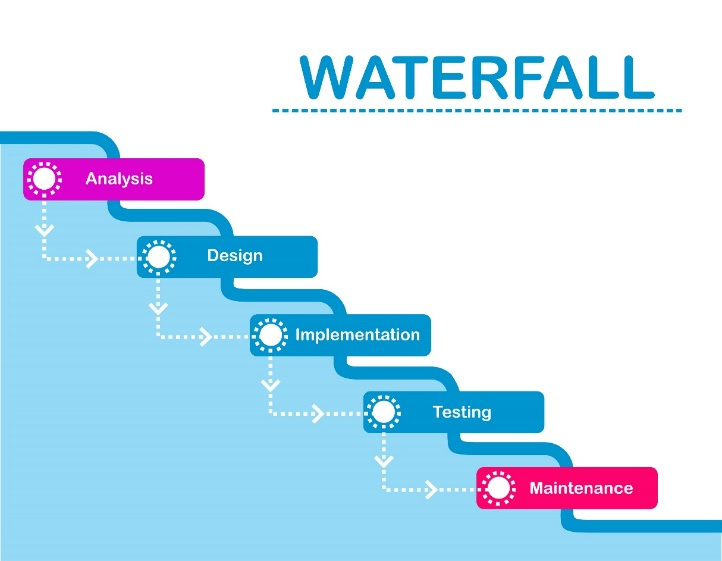 WATERFALL
Analysis
Design
Implementation
Testing
Maintenance